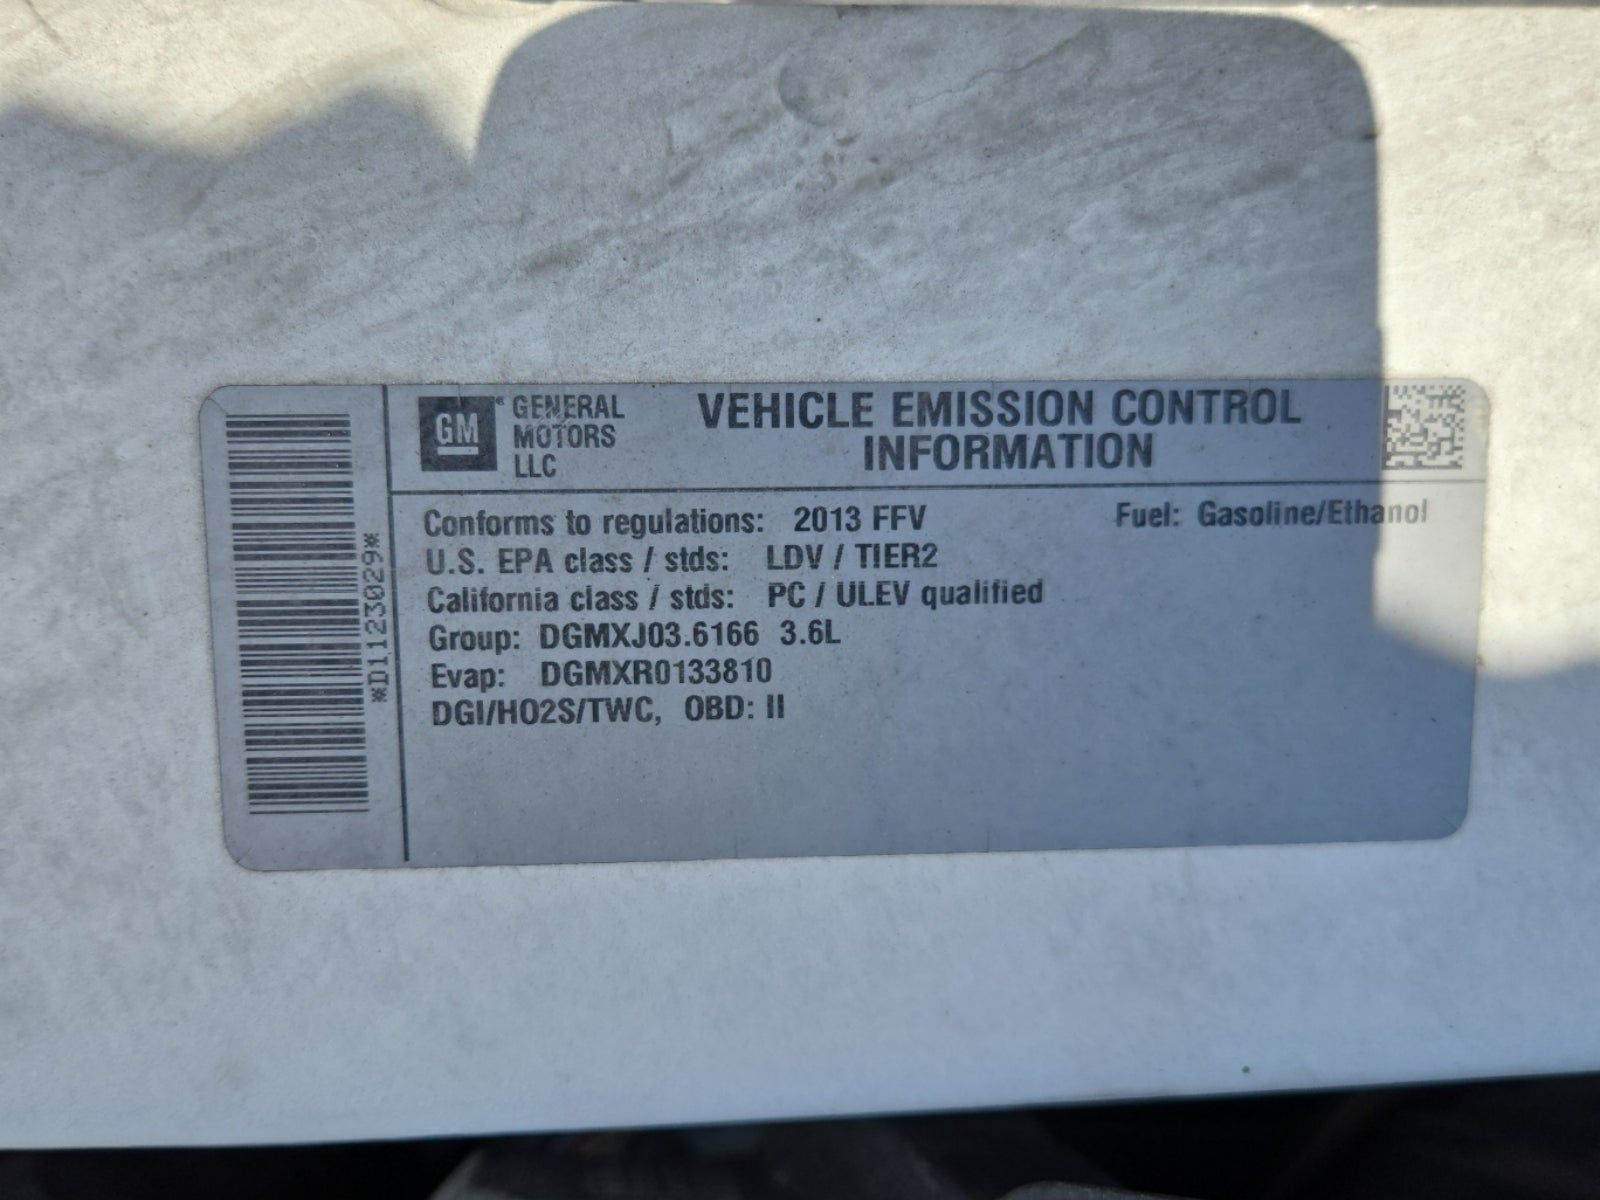 *D11230029*
GM® GENERAL
MOTORS
LLC
VEHICLE EMISSION CONTROL
INFORMATION
Conforms to regulations: 2013 FFV Fuel: Gasoline/Ethanol
U.S. EPA class / stds: LDV / TIER2
California class / stds: PC / ULEV qualified
Group: DGMXJ03.6166 3.6L
Evap: DGMXR0133810
DGI/HO2S/TWC, OBD: II